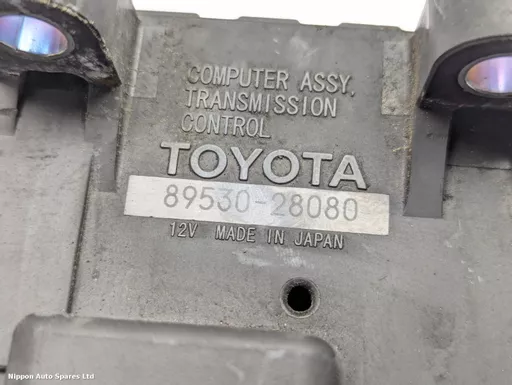 COMPUTER ASSY,
TRANSMISSION
CONTROL
TOYOTA
89530-28080
12V MADE IN JAPAN
Nippon Auto Spares Ltd